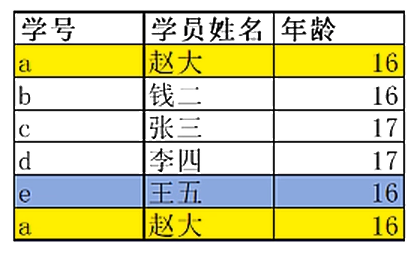 学号 学员姓名 年龄
a 赵大 16
b 钱二 16
c 张三 17
d 李四 17
e 王五 16
a 赵大 16